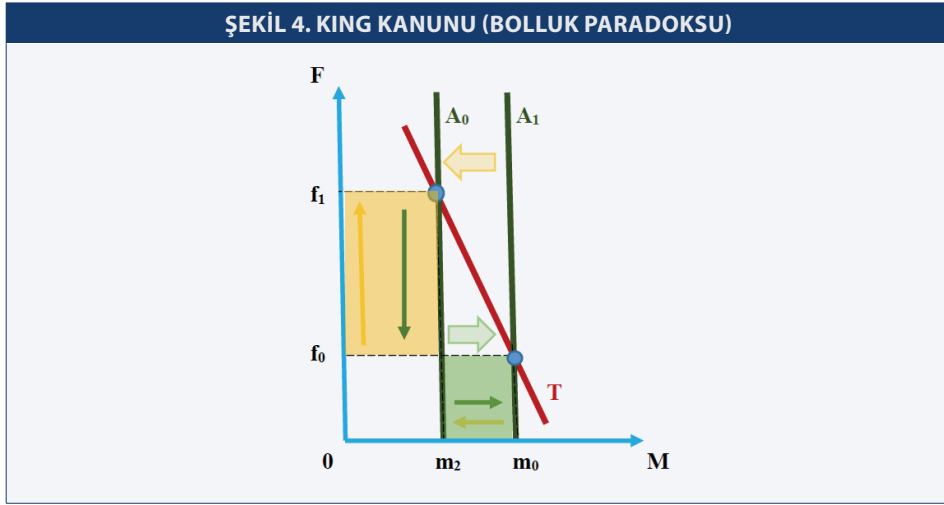 ŞEKİL 4. KING KANUNU (BOLLUK PARADOKSU)
F
A0
A1
f1
f0
T
0
m2
m0
M